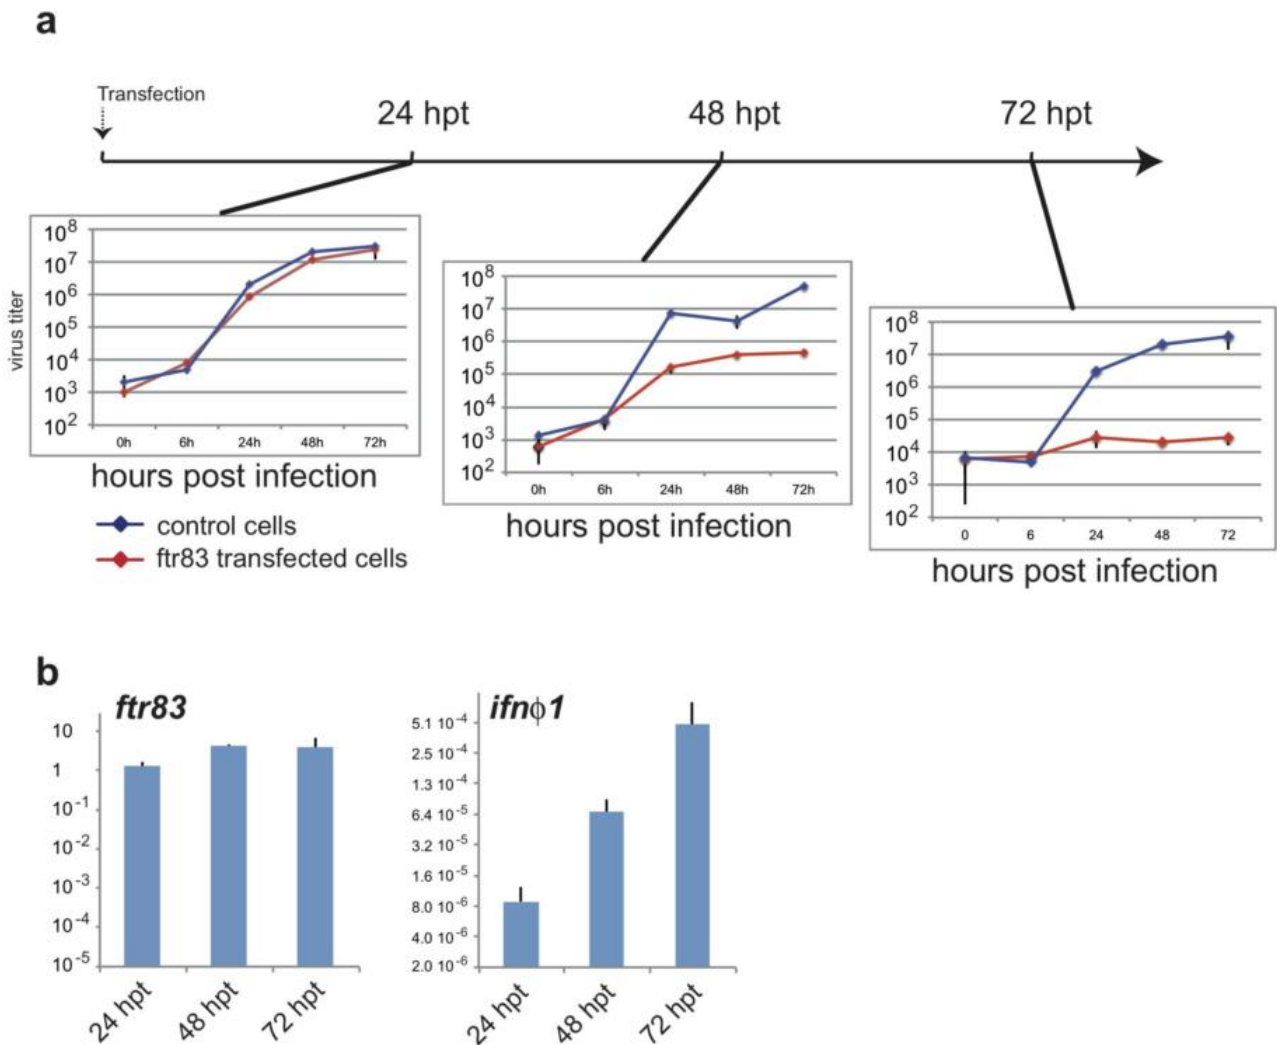 a
Transfection
24 hpt
48 hpt
72 hpt
virus titer
10^8
10^7
10^6
10^5
10^4
10^3
10^2
0h 6h 24h 48h 72h
hours post infection
control cells
ftr83 transfected cells
10^8
10^7
10^6
10^5
10^4
10^3
10^2
0h 6h 24h 48h 72h
hours post infection
10^8
10^7
10^6
10^5
10^4
10^3
10^2
0 6 24 48 72
hours post infection
b
ftr83
10
1
10^-1
10^-2
10^-3
10^-4
10^-5
24 hpt 48 hpt 72 hpt
ifnϕ1
5.1 10^-4
2.5 10^-4
1.3 10^-4
6.4 10^-5
3.2 10^-5
1.6 10^-5
8.0 10^-6
4.0 10^-6
2.0 10^-6
24 hpt 48 hpt 72 hpt